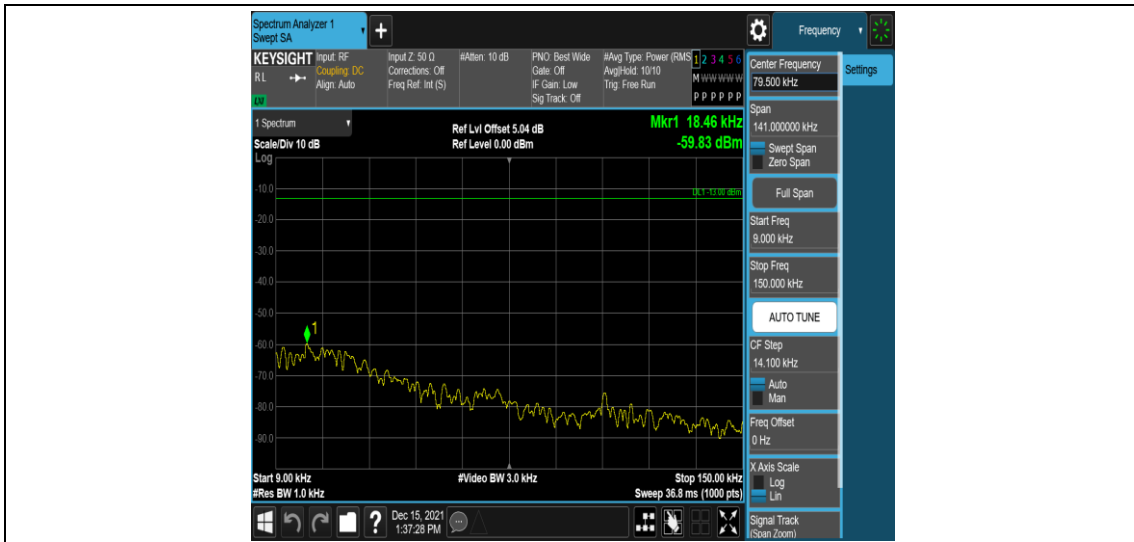 Spectrum Analyzer 1
Swept SA
Frequency
KEYSIGHT
RL
LXI
Input: RF
Coupling: DC
Align: Auto
Input Z: 50 Ω
Corrections: Off
Freq Ref: Int (S)
#Atten: 10 dB
PNO: Best Wide
Gate: Off
IF Gain: Low
Sig Track: Off
#Avg Type: Power (RMS
Avg|Hold: 10/10
Trig: Free Run
1 2 3 4 5 6
M W W W W W
P P P P P P
1 Spectrum
Scale/Div 10 dB
Log
Ref Lvl Offset 5.04 dB
Ref Level 0.00 dBm
Mkr1 18.46 kHz
-59.83 dBm
DL1 -13.00 dBm
-10.0
-20.0
-30.0
-40.0
-50.0
-60.0
-70.0
-80.0
-90.0
1
Start 9.00 kHz
#Res BW 1.0 kHz
#Video BW 3.0 kHz
Stop 150.00 kHz
Sweep 36.8 ms (1000 pts)
Dec 15, 2021
1:37:28 PM
Center Frequency
79.500 kHz
Settings
Span
141.000000 kHz
Swept Span
Zero Span
Full Span
Start Freq
9.000 kHz
Stop Freq
150.000 kHz
AUTO TUNE
CF Step
14.100 kHz
Auto
Man
Freq Offset
0 Hz
X Axis Scale
Log
Lin
Signal Track
(Span Zoom)